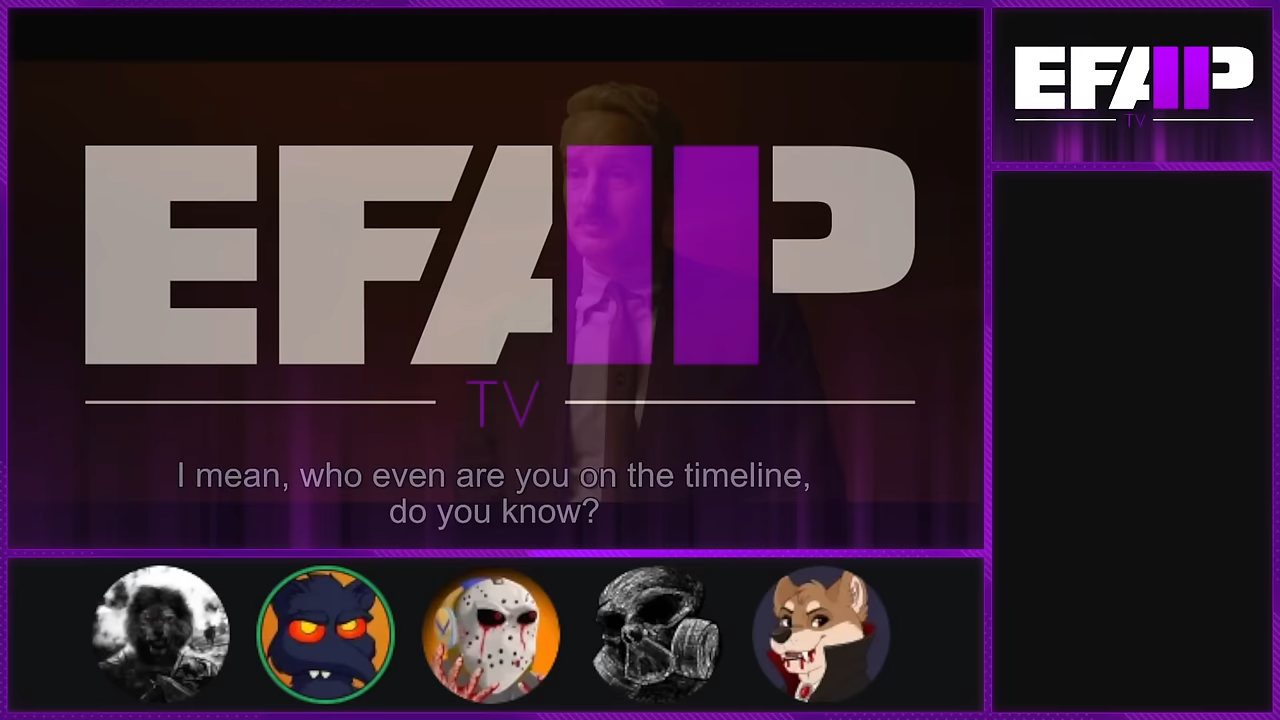 EFAP
TV
I mean, who even are you on the timeline,
do you know?
EFAP
TV